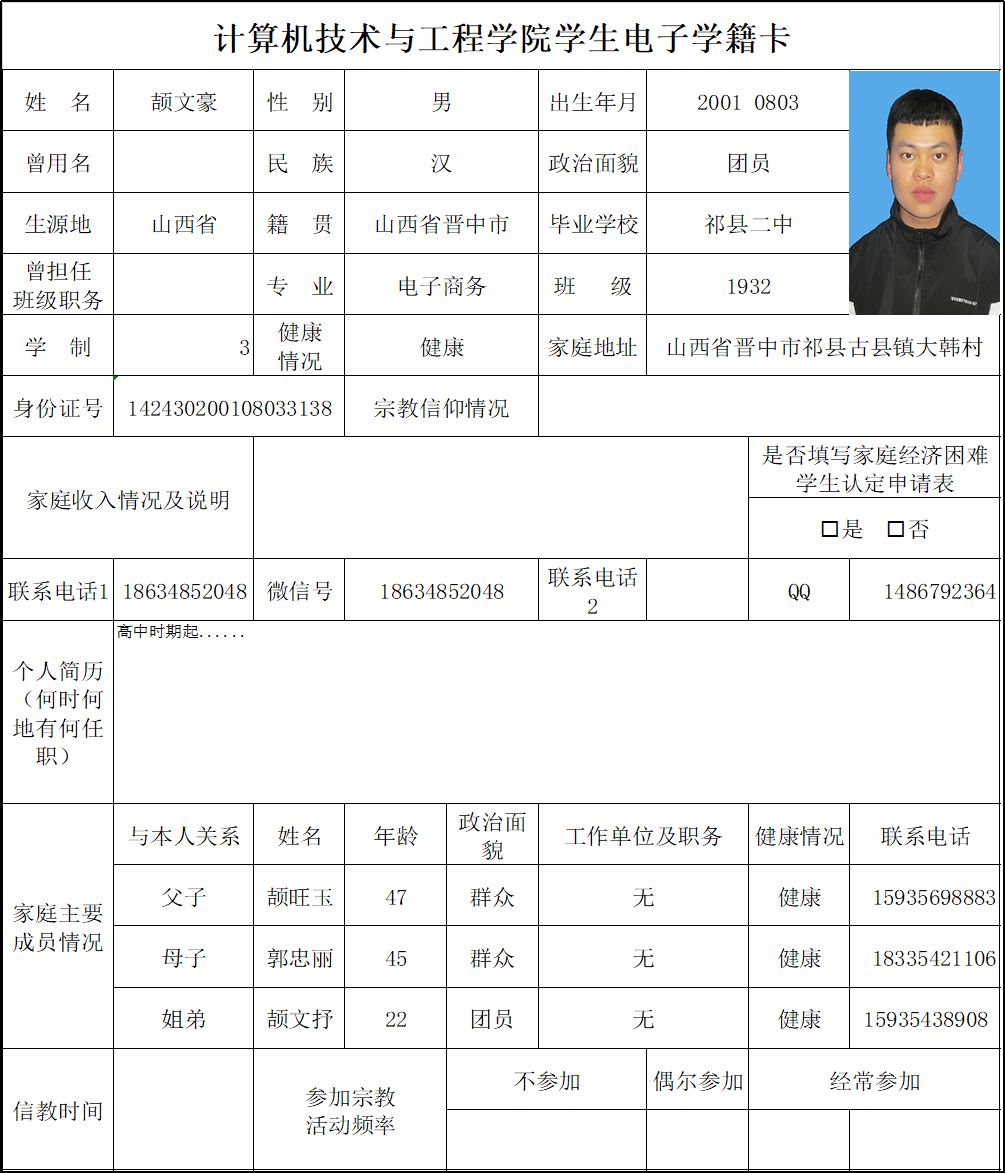 计算机技术与工程学院学生电子学籍卡
姓 名 颉文豪 性 别 男 出生年月 2001 0803
曾用名 民 族 汉 政治面貌 团员
生源地 山西省 籍 贯 山西省晋中市 毕业学校 祁县二中
曾担任
班级职务 专 业 电子商务 班 级 1932
学 制 3 健康
情况 健康 家庭地址 山西省晋中市祁县古县镇大韩村
身份证号 142430200108033138 宗教信仰情况
家庭收入情况及说明
是否填写家庭经济困难
学生认定申请表
□是 □否
联系电话1 18634852048 微信号 18634852048 联系电话
2 QQ 1486792364
个人简历
（何时何
地有何任
职）
高中时期起......
家庭主要
成员情况
与本人关系 姓名 年龄 政治面
貌 工作单位及职务 健康情况 联系电话
父子 颉旺玉 47 群众 无 健康 15935698883
母子 郭忠丽 45 群众 无 健康 18335421106
姐弟 颉文抒 22 团员 无 健康 15935438908
信教时间
参加宗教
活动频率
不参加 偶尔参加 经常参加